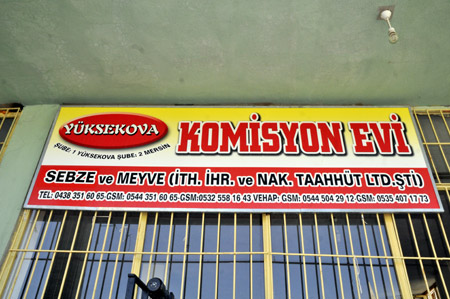 YÜKSEKOVA
ŞUBE: 1 YÜKSEKOVA ŞUBE: 2 MERSİN
KOMİSYON EVİ
SEBZE ve MEYVE (İTH. İHR. ve NAK. TAAHHÜT LTD.ŞTİ)
TEL: 0438 351 60 65-GSM: 0544 351 60 65-GSM:0532 558 16 43 VEHAP: GSM: 0544 504 29 12-GSM: 0535 407 17 73